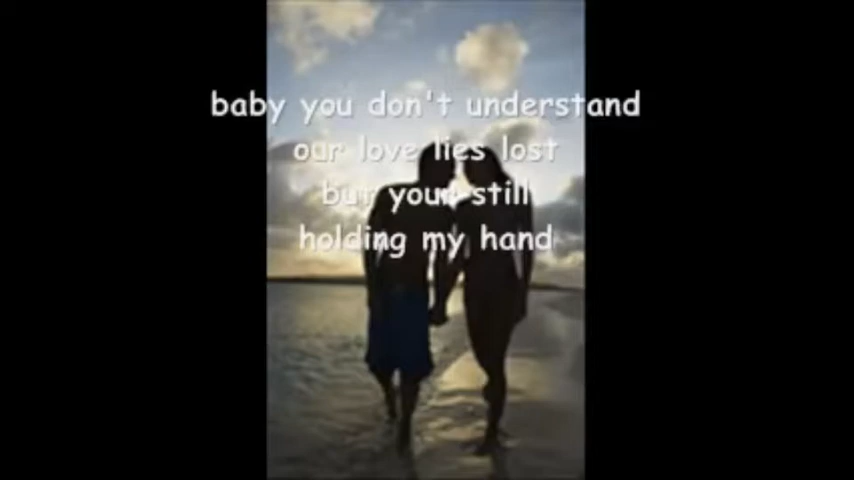 baby you don't understand
our love lies lost
but your still
holding my hand